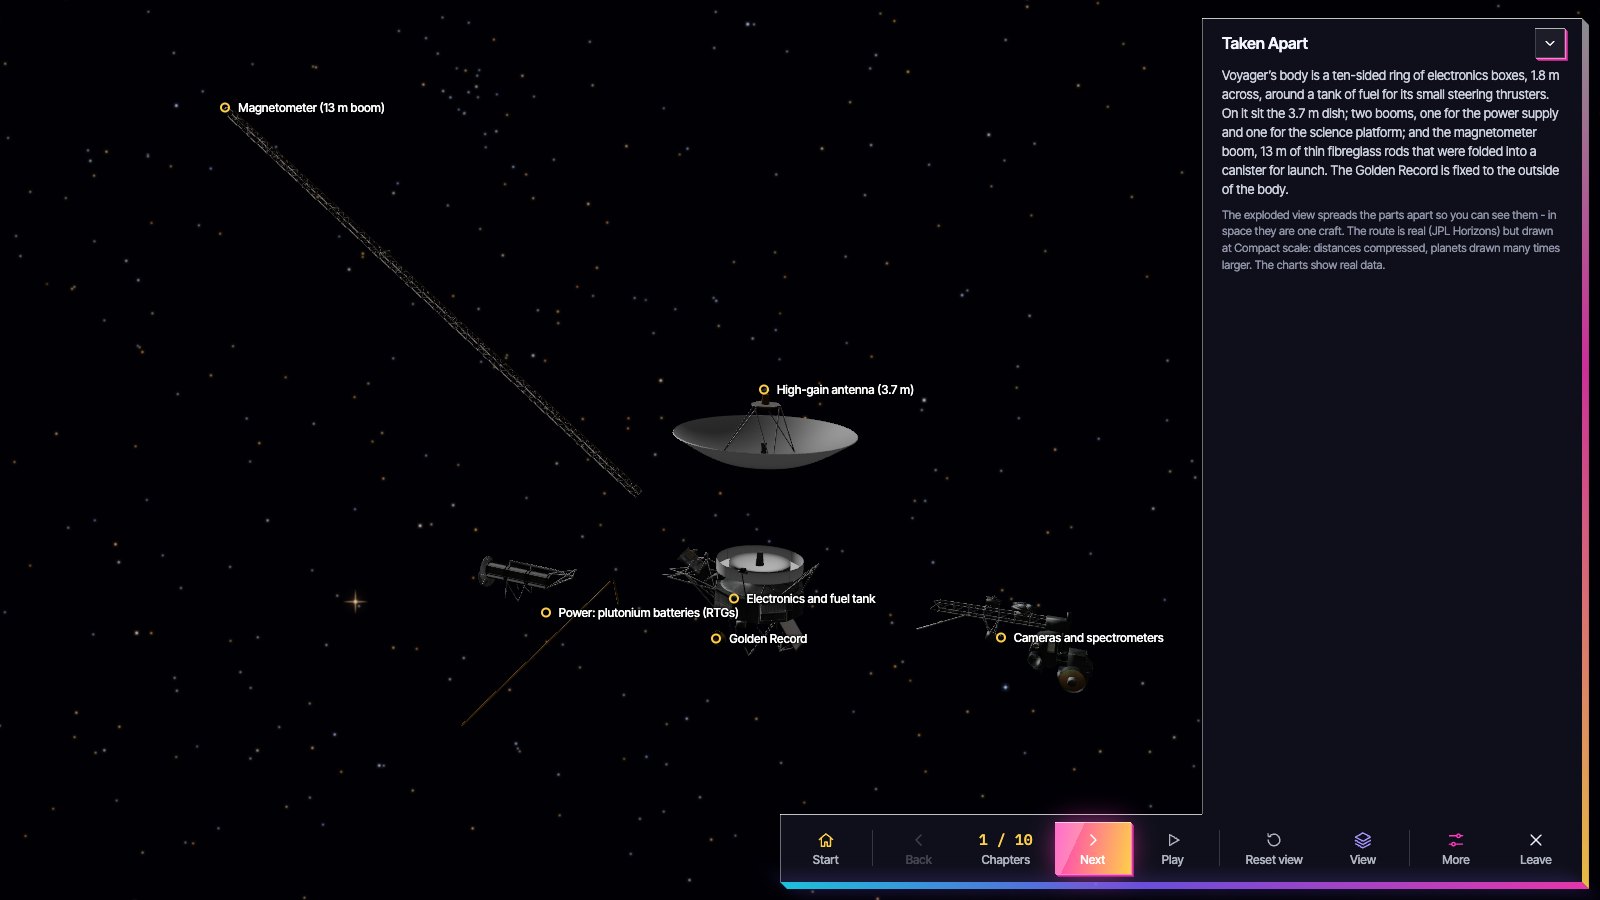 Taken Apart
Voyager's body is a ten-sided ring of electronics boxes, 1.8 m
across, around a tank of fuel for its small steering thrusters.
On it sit the 3.7 m dish; two booms, one for the power supply
and one for the science platform; and the magnetometer
boom, 13 m of thin fibreglass rods that were folded into a
canister for launch. The Golden Record is fixed to the outside
of the body.
The exploded view spreads the parts apart so you can see them - in
space they are one craft. The route is real (JPL Horizons) but drawn
at Compact scale: distances compressed, planets drawn many times
larger. The charts show real data.
Magnetometer (13 m boom)
High-gain antenna (3.7 m)
Electronics and fuel tank
Power: plutonium batteries (RTGs)
Golden Record
Cameras and spectrometers
Start
Back
1 / 10
Chapters
Next
Play
Reset view
View
More
Leave